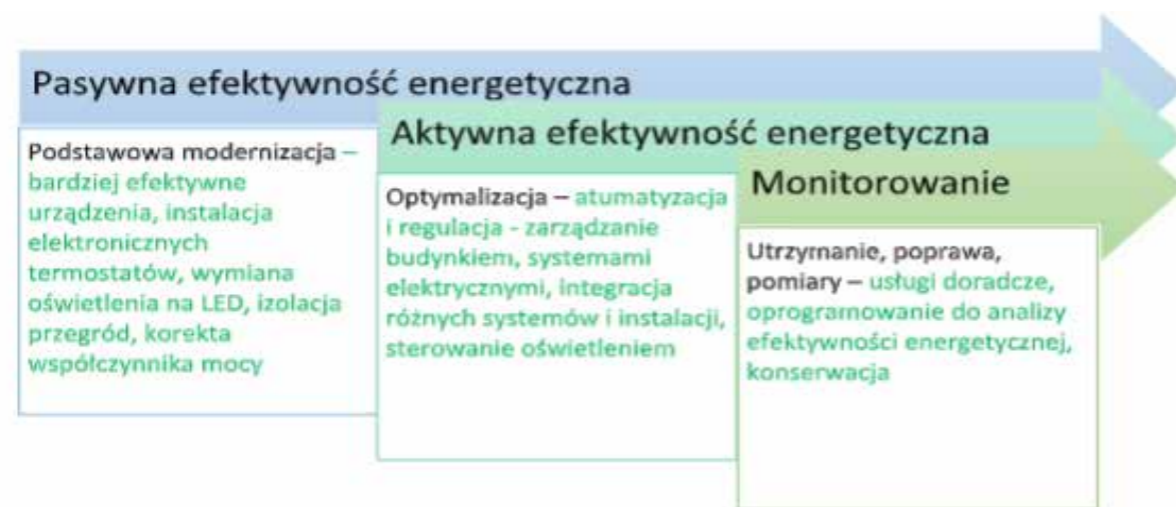 Pasywna efektywność energetyczna
Podstawowa modernizacja –
bardziej efektywne
urządzenia, instalacja
elektronicznych
termostatów, wymiana
oświetlenia na LED, izolacja
przegród, korekta
współczynnika mocy
Aktywna efektywność energetyczna
Optymalizacja – atumatyzacja
i regulacja - zarządzanie
budynkiem, systemami
elektrycznymi, integracja
różnych systemów i instalacji,
sterowanie oświetleniem
Monitorowanie
Utrzymanie, poprawa,
pomiary – usługi doradcze,
oprogramowanie do analizy
efektywności energetycznej,
konserwacja